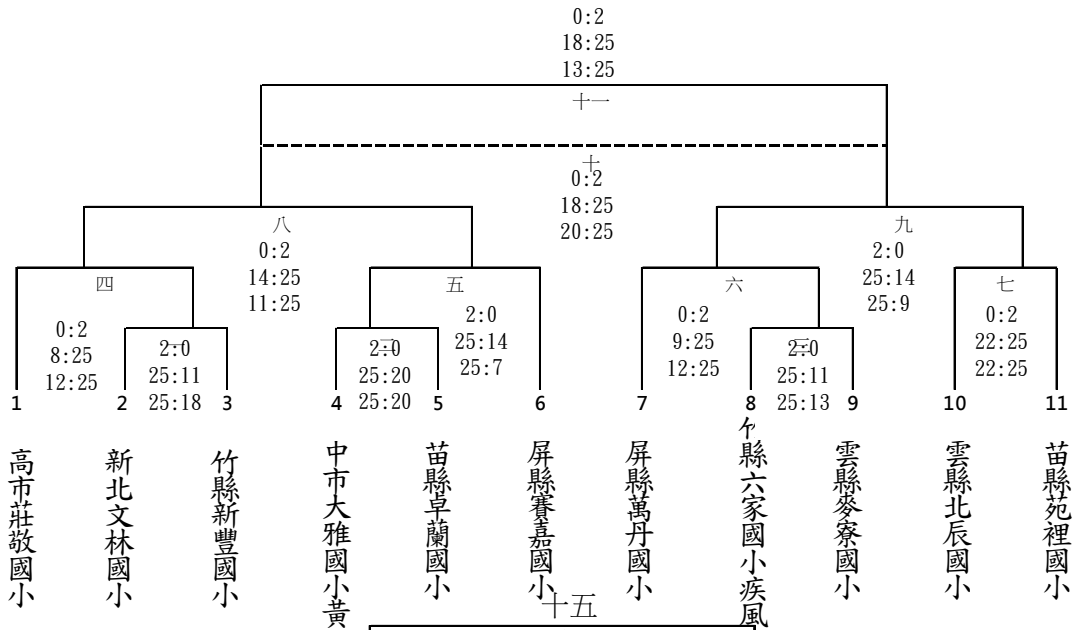 0:2
18:25
13:25
十一
十
0:2
18:25
20:25
八
0:2
14:25
11:25
九
2:0
25:14
25:9
四
0:2
8:25
12:25
五
2:0
25:14
25:7
六
0:2
9:25
12:25
七
0:2
22:25
22:25
一
2:0
25:11
25:18
二
2:0
25:20
25:20
三
2:0
25:11
25:13
1
2
3
4
5
6
7
8
9
10
11
高市莊敬國小
新北文林國小
竹縣新豐國小
中市大雅國小黃
苗縣卓蘭國小
屏縣賽嘉國小
屏縣萬丹國小
竹縣六家國小疾風
雲縣麥寮國小
雲縣北辰國小
苗縣苑裡國小
十五